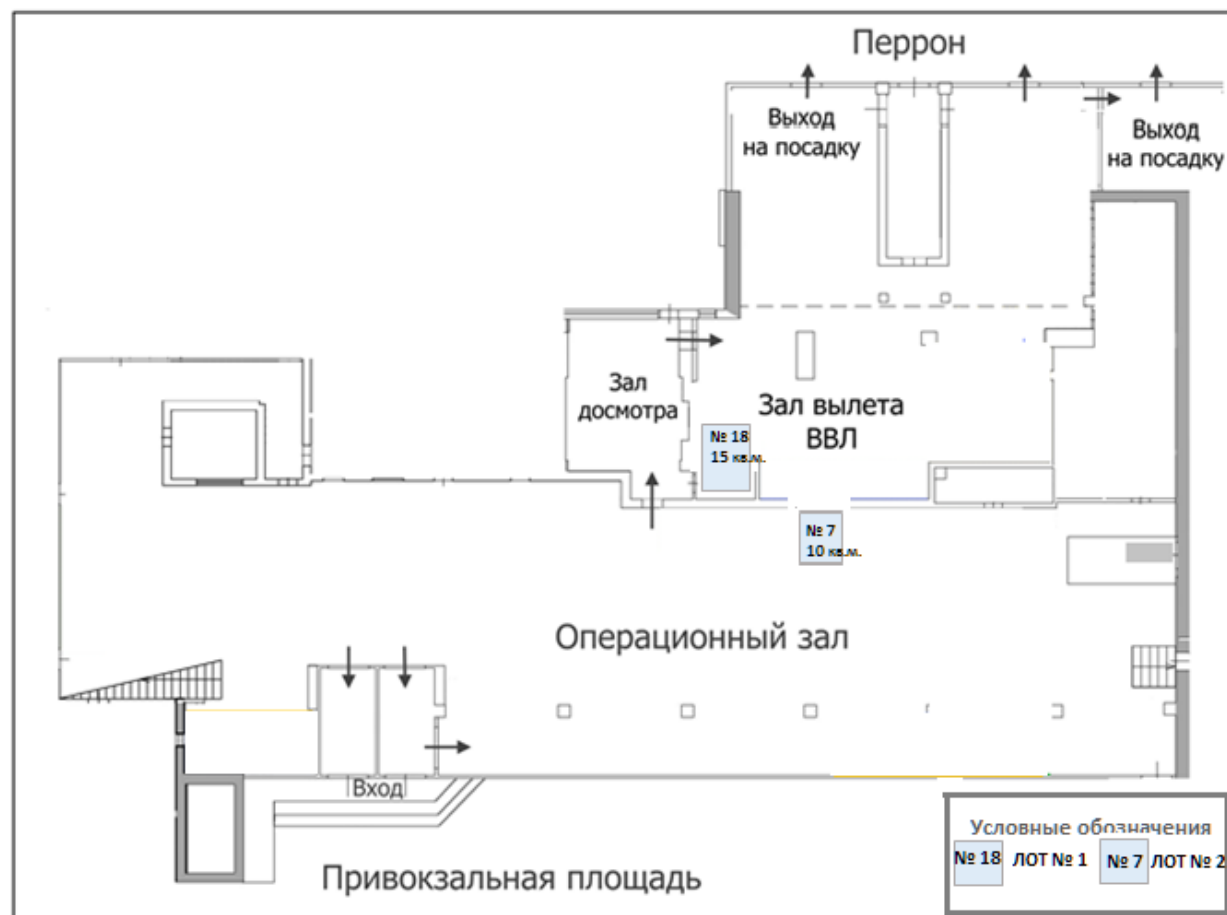 Перрон
Выход
на посадку
Выход
на посадку
Зал
досмотра
Зал вылета
ВВЛ
№ 18
15 кв.м.
№ 7
10 кв.м.
Операционный зал
Вход
Привокзальная площадь
Условные обозначения
№ 18 ЛОТ № 1 № 7 ЛОТ № 2